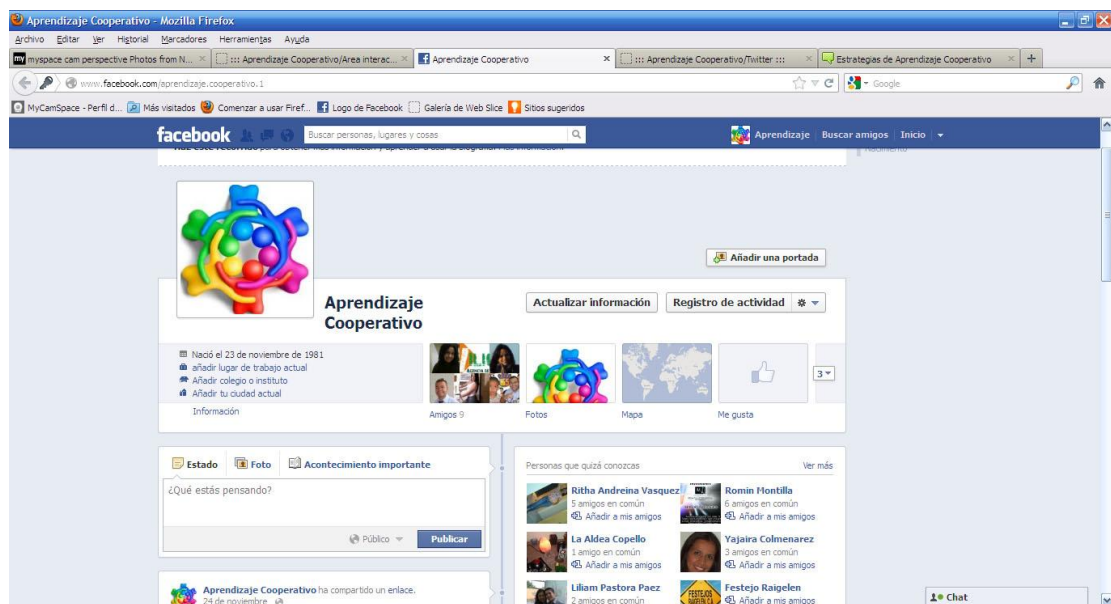 Aprendizaje Cooperativo - Mozilla Firefox
Archivo Editar Ver Historial Marcadores Herramientas Ayuda
my myspace cam perspective Photos from N... ::: Aprendizaje Cooperativo/Area interac... Aprendizaje Cooperativo ::: Aprendizaje Cooperativo/Twitter ::: Estrategias de Aprendizaje Cooperativo
www.facebook.com/aprendizaje.cooperativo.1 Google
MyCamSpace - Perfil d... Más visitados Comenzar a usar Firef... Logo de Facebook Galería de Web Slice Sitios sugeridos
facebook Buscar personas, lugares y cosas Aprendizaje Buscar amigos Inicio
Nacimiento
Añadir una portada
Aprendizaje
Cooperativo
Actualizar información Registro de actividad
Nació el 23 de noviembre de 1981
añadir lugar de trabajo actual
Añadir colegio o instituto
Añadir tu ciudad actual
Información
3
Amigos 9 Fotos Mapa Me gusta
Estado Foto Acontecimiento importante
¿Qué estás pensando?
Público Publicar
Aprendizaje Cooperativo ha compartido un enlace.
24 de noviembre
Personas que quizá conozcas Ver más
Ritha Andreina Vasquez
5 amigos en común
Añadir a mis amigos
Romin Montilla
6 amigos en común
Añadir a mis amigos
La Aldea Copello
1 amigo en común
Añadir a mis amigos
Yajaira Colmenarez
3 amigos en común
Añadir a mis amigos
Liliam Pastora Paez
2 amigos en común
Festejo Raigelen
Añadir a mis amigos
Chat